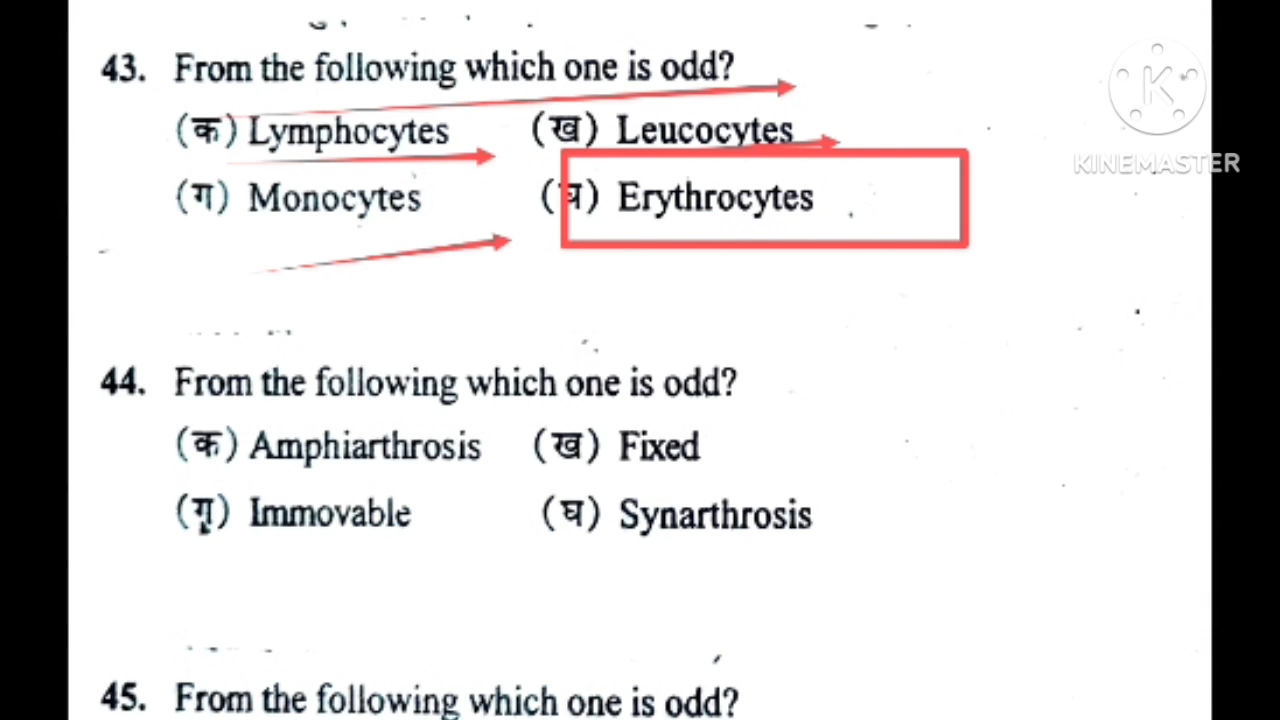 43. From the following which one is odd?
(क) Lymphocytes (ख) Leucocytes
(ग) Monocytes (घ) Erythrocytes
44. From the following which one is odd?
(क) Amphiarthrosis (ख) Fixed
(ग) Immovable (घ) Synarthrosis
45. From the following which one is odd?
K
KINEMASTER